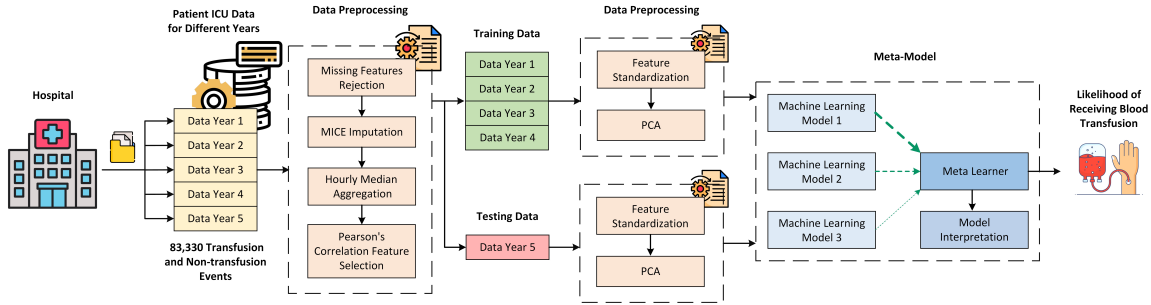 Patient ICU Data
for Different Years
Hospital
Data Year 1
Data Year 2
Data Year 3
Data Year 4
Data Year 5
83,330 Transfusion
and Non-transfusion
Events
Data Preprocessing
Missing Features
Rejection
MICE Imputation
Hourly Median
Aggregation
Pearson's
Correlation Feature
Selection
Training Data
Data Year 1
Data Year 2
Data Year 3
Data Year 4
Testing Data
Data Year 5
Data Preprocessing
Feature
Standardization
PCA
Feature
Standardization
PCA
Meta-Model
Machine Learning
Model 1
Machine Learning
Model 2
Machine Learning
Model 3
Meta Learner
Model
Interpretation
Likelihood of
Receiving Blood
Transfusion